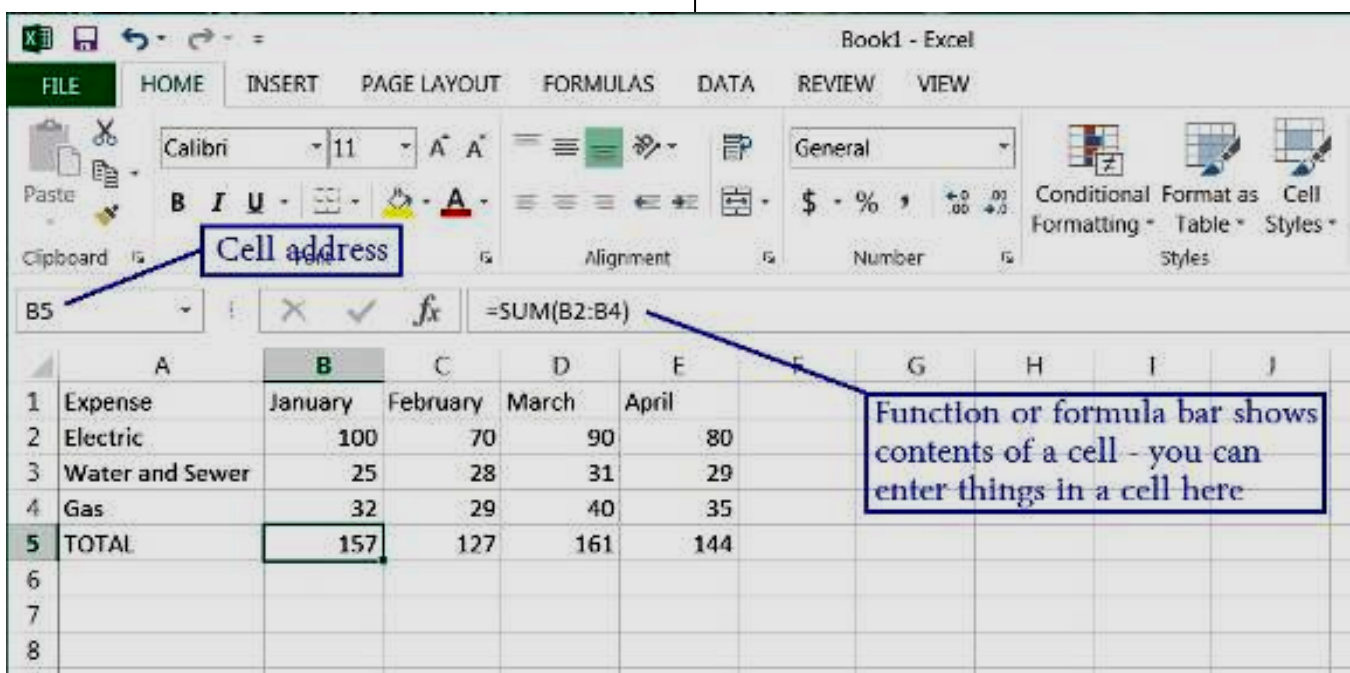 Book1 - Excel
FILE HOME INSERT PAGE LAYOUT FORMULAS DATA REVIEW VIEW
Calibri 11 A A General
Paste B I U A $ % , Conditional Formatting Format as Table Cell Styles
Clipboard Font Alignment Number Styles
Cell address
B5 fx =SUM(B2:B4)
A B C D E F G H I J
1 Expense January February March April
2 Electric 100 70 90 80
3 Water and Sewer 25 28 31 29
4 Gas 32 29 40 35
5 TOTAL 157 127 161 144
6
7
8
Function or formula bar shows
contents of a cell - you can
enter things in a cell here